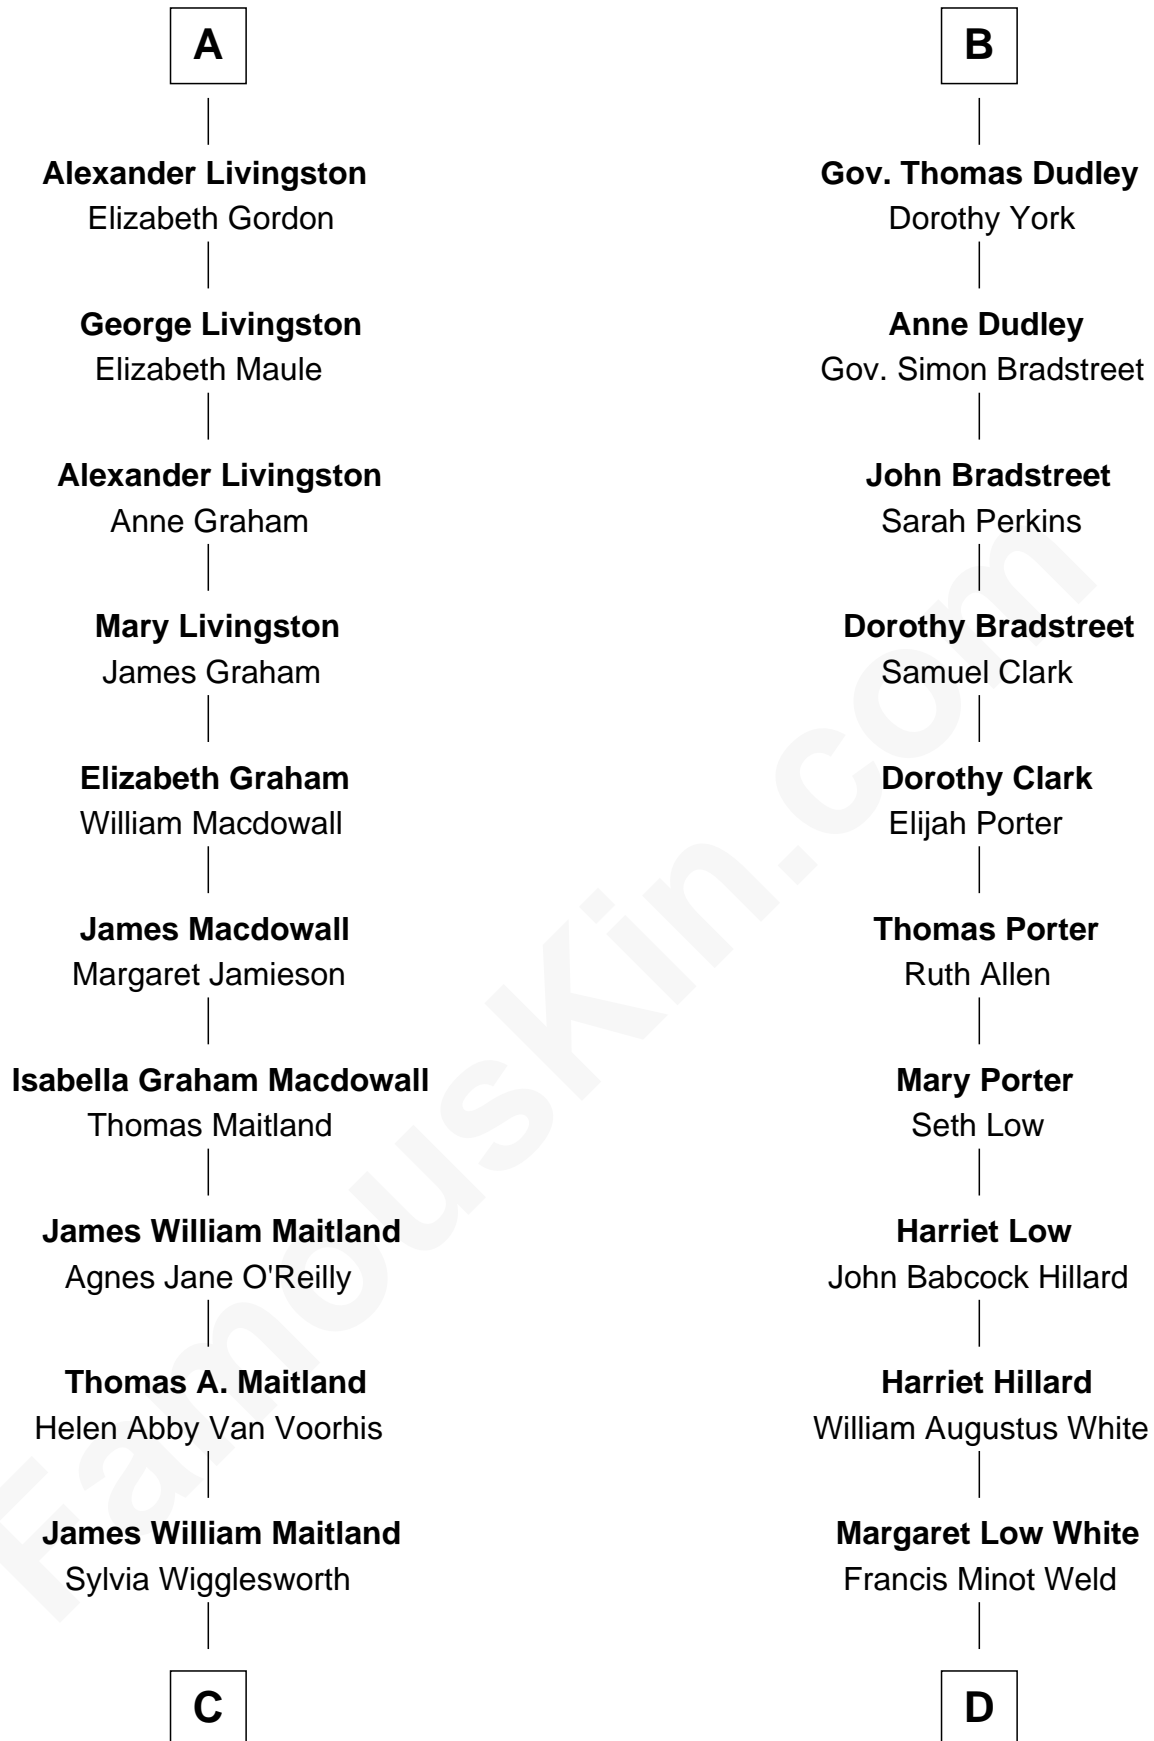 A
Alexander Livingston
Elizabeth Gordon
George Livingston
Elizabeth Maule
Alexander Livingston
Anne Graham
Mary Livingston
James Graham
Elizabeth Graham
William Macdowall
James Macdowall
Margaret Jamieson
Isabella Graham Macdowall
Thomas Maitland
James William Maitland
Agnes Jane O'Reilly
Thomas A. Maitland
Helen Abby Van Voorhis
James William Maitland
Sylvia Wigglesworth
C
B
Gov. Thomas Dudley
Dorothy York
Anne Dudley
Gov. Simon Bradstreet
John Bradstreet
Sarah Perkins
Dorothy Bradstreet
Samuel Clark
Dorothy Clark
Elijah Porter
Thomas Porter
Ruth Allen
Mary Porter
Seth Low
Harriet Low
John Babcock Hillard
Harriet Hillard
William Augustus White
Margaret Low White
Francis Minot Weld
D
FamousKin.com